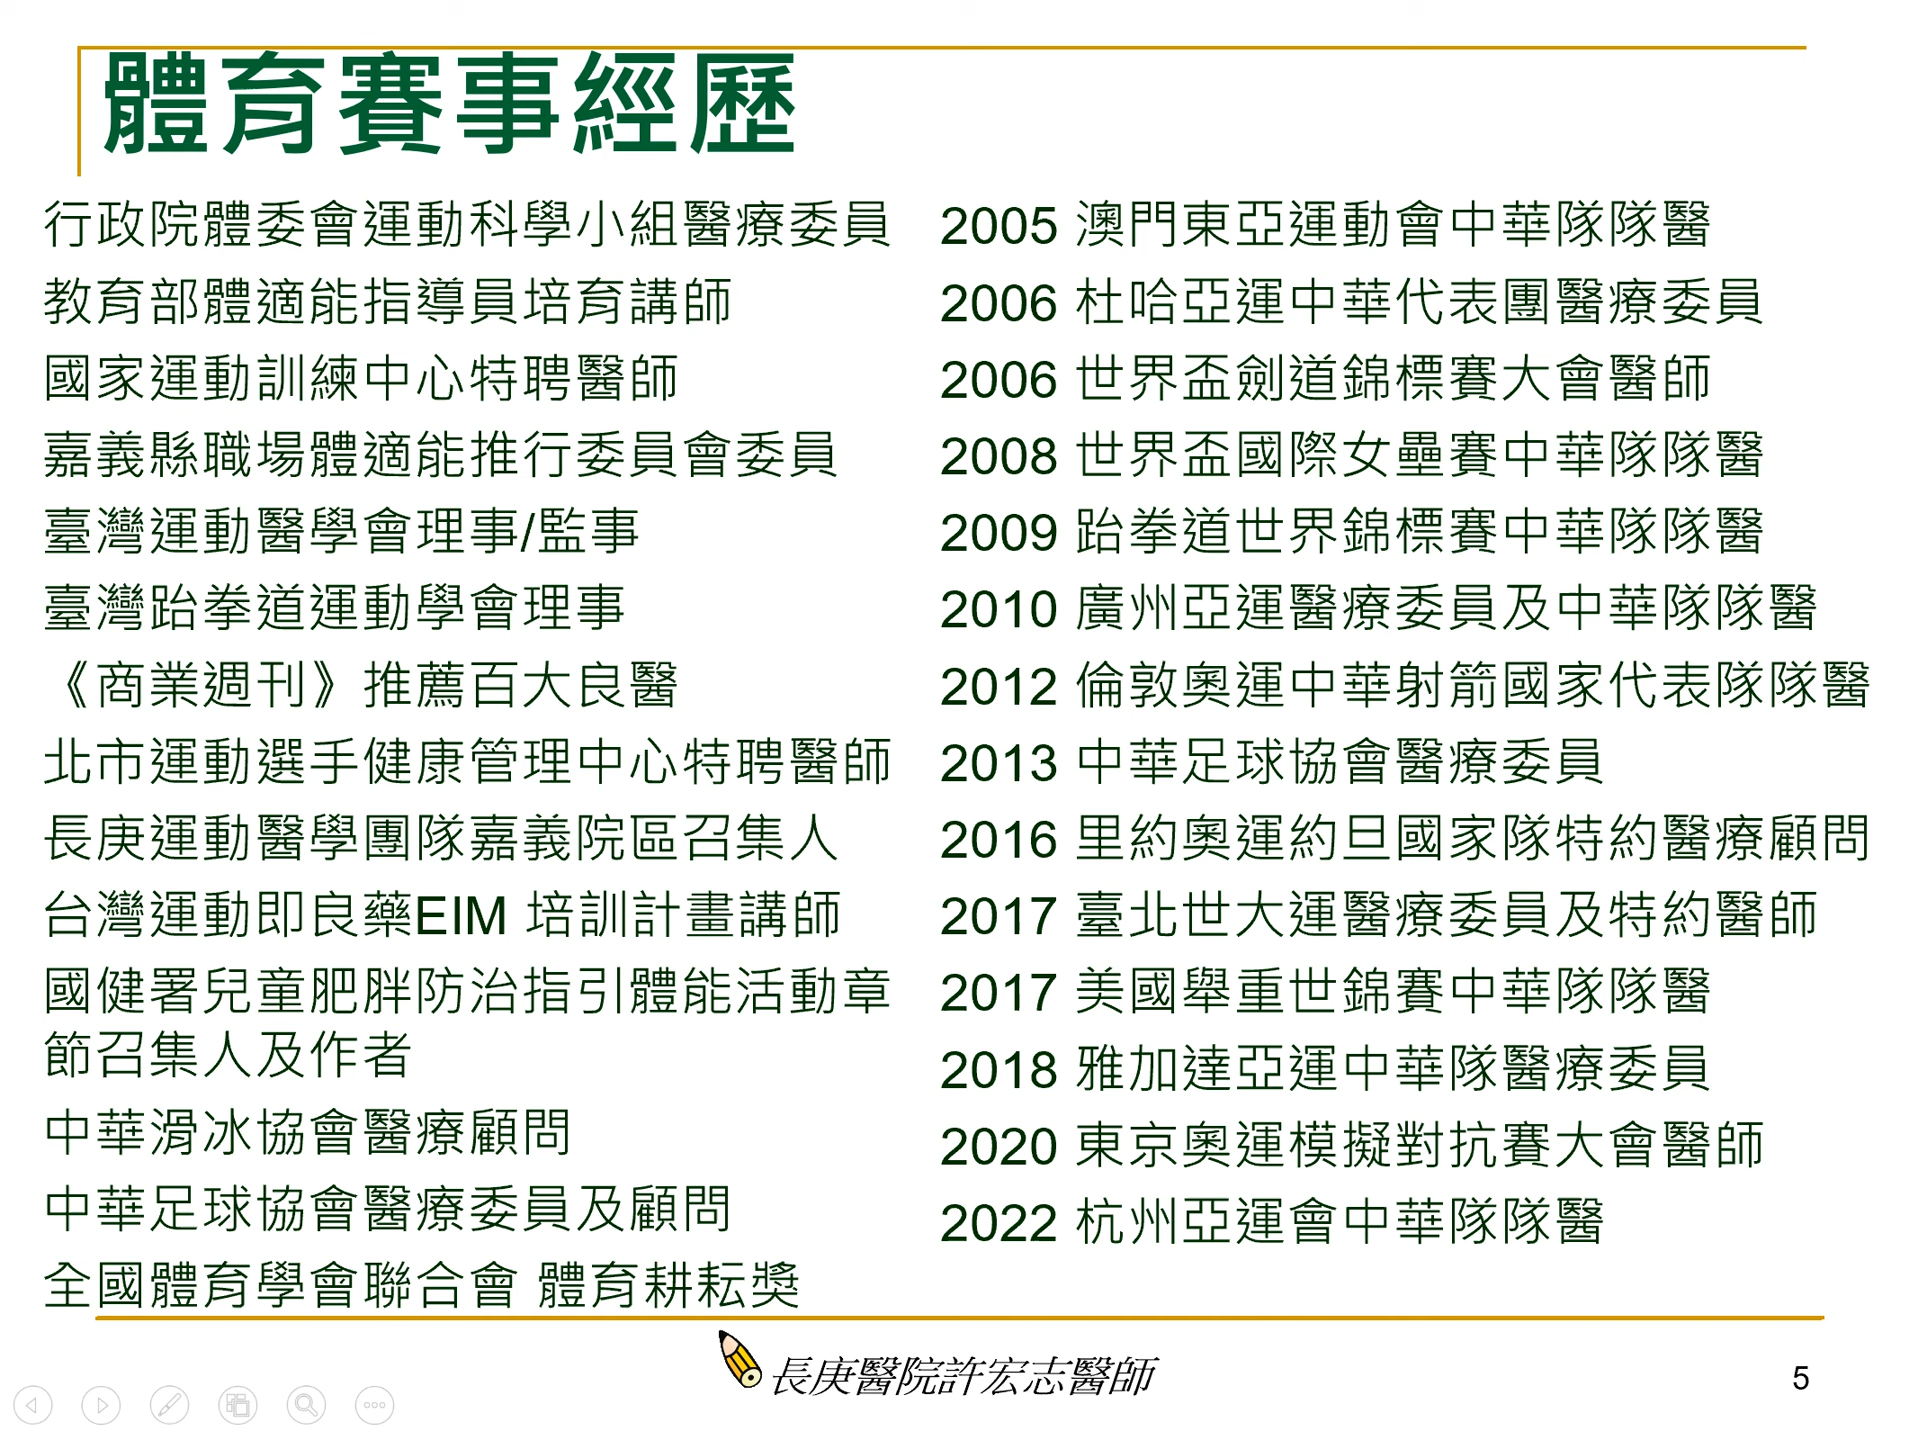 體育賽事經歷
行政院體委會運動科學小組醫療委員
教育部體適能指導員培育講師
國家運動訓練中心特聘醫師
嘉義縣職場體適能推行委員會委員
臺灣運動醫學會理事/監事
臺灣跆拳道運動學會理事
《商業週刊》推薦百大良醫
北市運動選手健康管理中心特聘醫師
長庚運動醫學團隊嘉義院區召集人
台灣運動即良藥EIM 培訓計畫講師
國健署兒童肥胖防治指引體能活動章
節召集人及作者
中華滑冰協會醫療顧問
中華足球協會醫療委員及顧問
全國體育學會聯合會 體育耕耘獎
2005 澳門東亞運動會中華隊隊醫
2006 杜哈亞運中華代表團醫療委員
2006 世界盃劍道錦標賽大會醫師
2008 世界盃國際女壘賽中華隊隊醫
2009 跆拳道世界錦標賽中華隊隊醫
2010 廣州亞運醫療委員及中華隊隊醫
2012 倫敦奧運中華射箭國家代表隊隊醫
2013 中華足球協會醫療委員
2016 里約奧運約旦國家隊特約醫療顧問
2017 臺北世大運醫療委員及特約醫師
2017 美國舉重世錦賽中華隊隊醫
2018 雅加達亞運中華隊醫療委員
2020 東京奧運模擬對抗賽大會醫師
2022 杭州亞運會中華隊隊醫
長庚醫院許宏志醫師
5